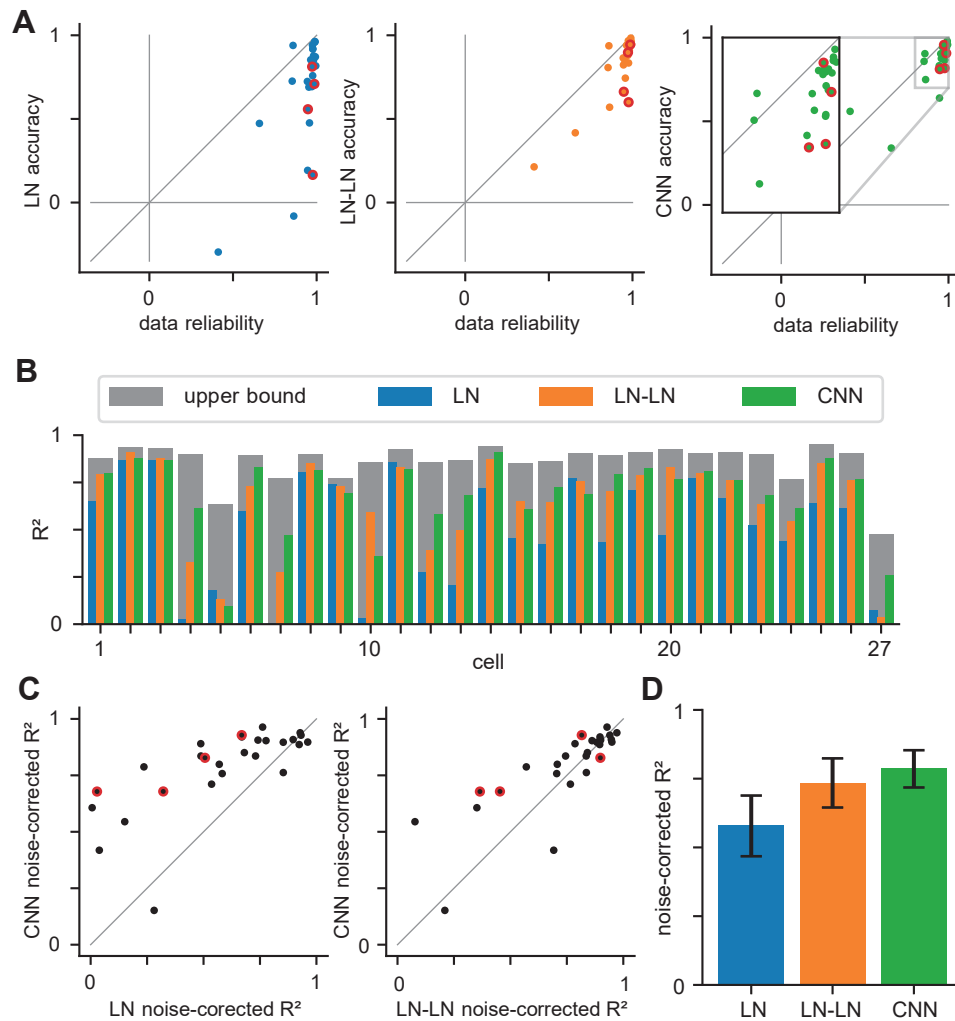 A
LN accuracy
1
0
0
1
data reliability
LN-LN accuracy
1
0
0
1
data reliability
CNN accuracy
1
0
0
1
data reliability
B
upper bound
LN
LN-LN
CNN
R²
1
0
1
10
20
27
cell
C
CNN noise-corrected R²
1
0
0
1
LN noise-corected R²
CNN noise-corrected R²
1
0
0
1
LN-LN noise-corrected R²
D
noise-corrected R²
1
0
LN
LN-LN
CNN